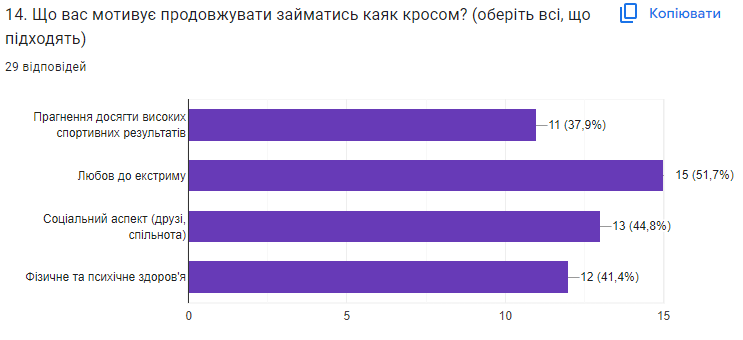 14. Що вас мотивує продовжувати займатись каяк кросом? (оберіть всі, що
підходять)
Копіювати
29 відповідей
Прагнення досягти високих
спортивних результатів
11 (37,9%)
Любов до екстриму
15 (51,7%)
Соціальний аспект (друзі,
спільнота)
13 (44,8%)
Фізичне та психічне здоров'я
12 (41,4%)
0 5 10 15